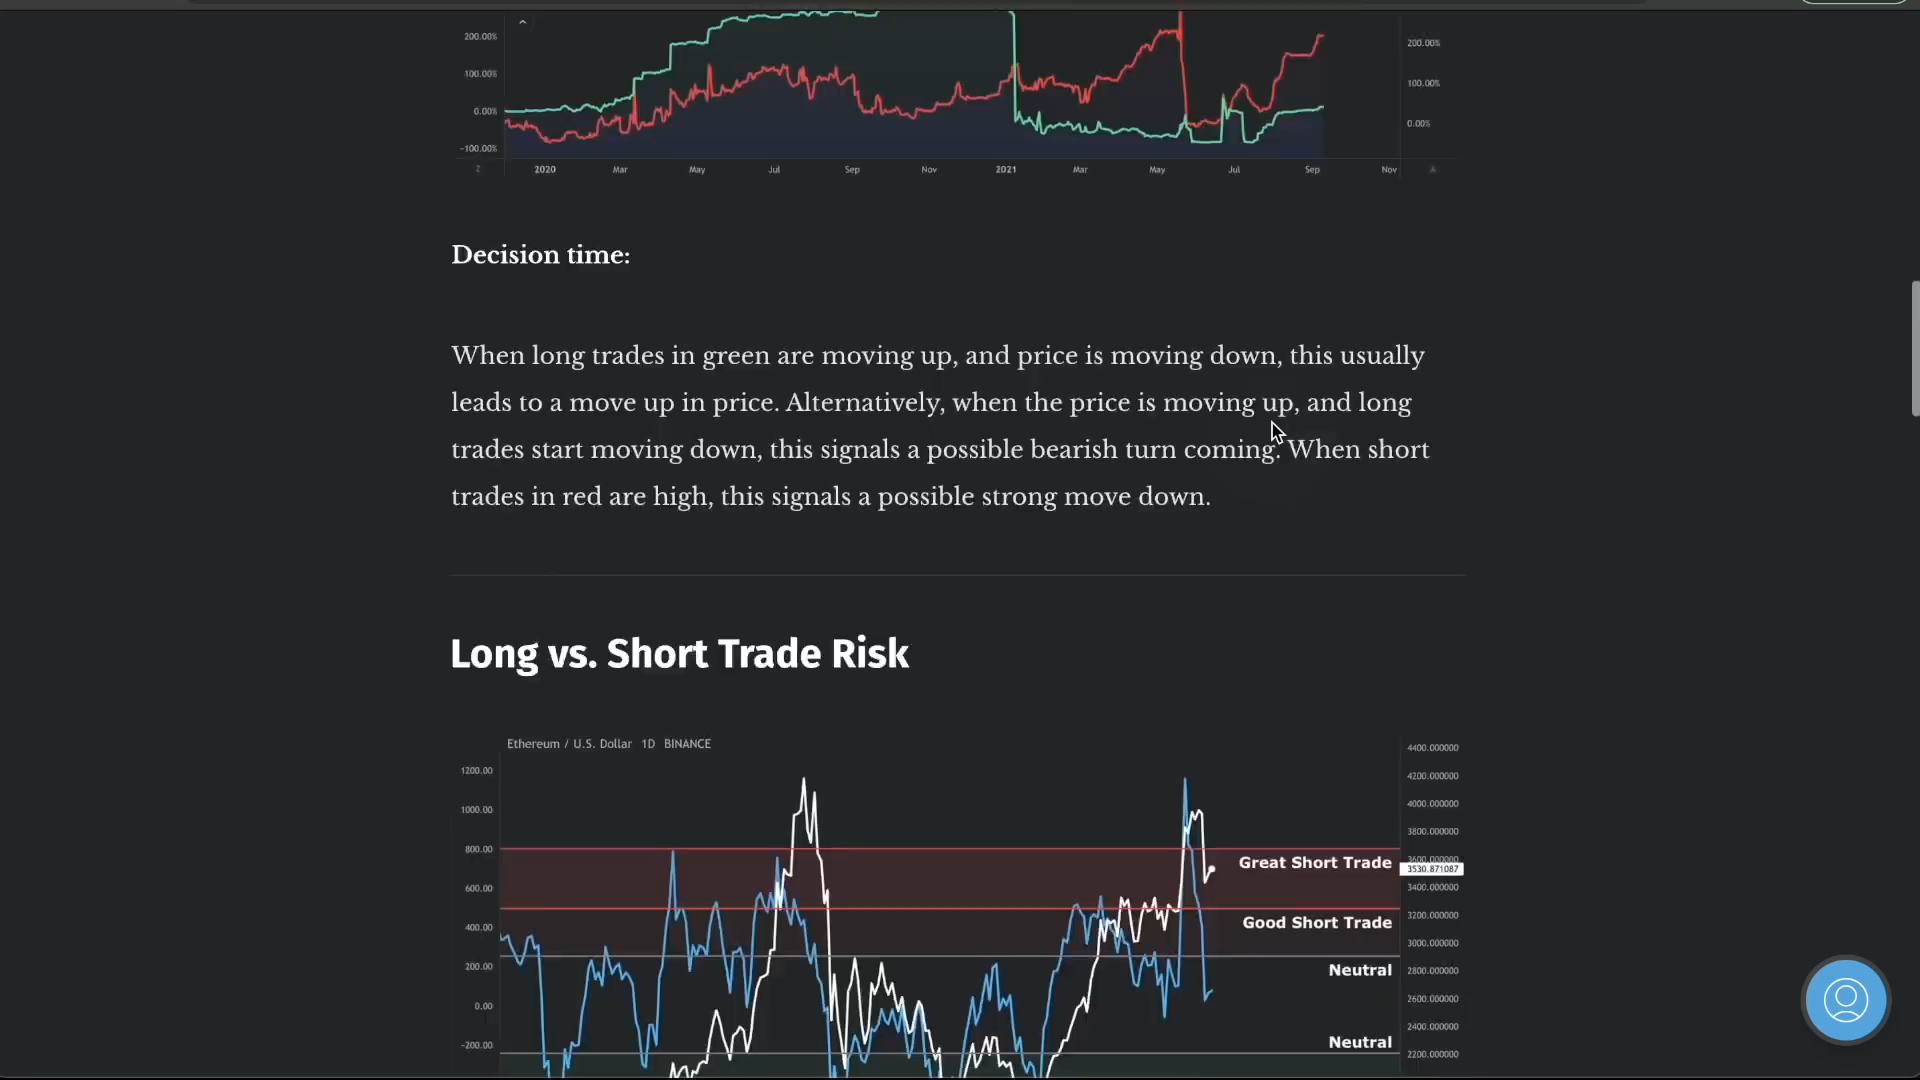 200.00%
200.00%
100.00%
100.00%
0.00%
0.00%
-100.00%
Z 2020 Mar May Jul Sep Nov 2021 Mar May Jul Sep Nov A
Decision time:
When long trades in green are moving up, and price is moving down, this usually
leads to a move up in price. Alternatively, when the price is moving up, and long
trades start moving down, this signals a possible bearish turn coming. When short
trades in red are high, this signals a possible strong move down.
Long vs. Short Trade Risk
Ethereum / U.S. Dollar 1D BINANCE
4400.000000
1200.00
4200.000000
1000.00
4000.000000
3800.000000
800.00
Great Short Trade
3600.000000
3530.871087
600.00
3400.000000
3200.000000
400.00
Good Short Trade
3000.000000
200.00
Neutral
2800.000000
0.00
2600.000000
2400.000000
-200.00
Neutral
2200.000000